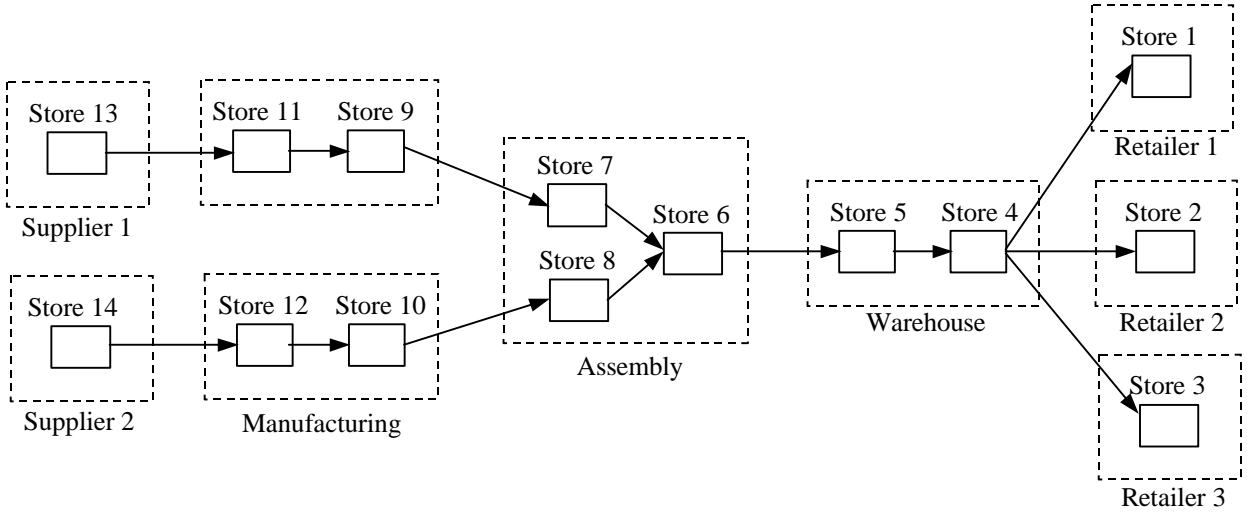 Store 13
Supplier 1
Store 14
Supplier 2
Store 11
Store 9
Store 12
Store 10
Manufacturing
Store 7
Store 8
Store 6
Assembly
Store 5
Store 4
Warehouse
Store 1
Retailer 1
Store 2
Retailer 2
Store 3
Retailer 3